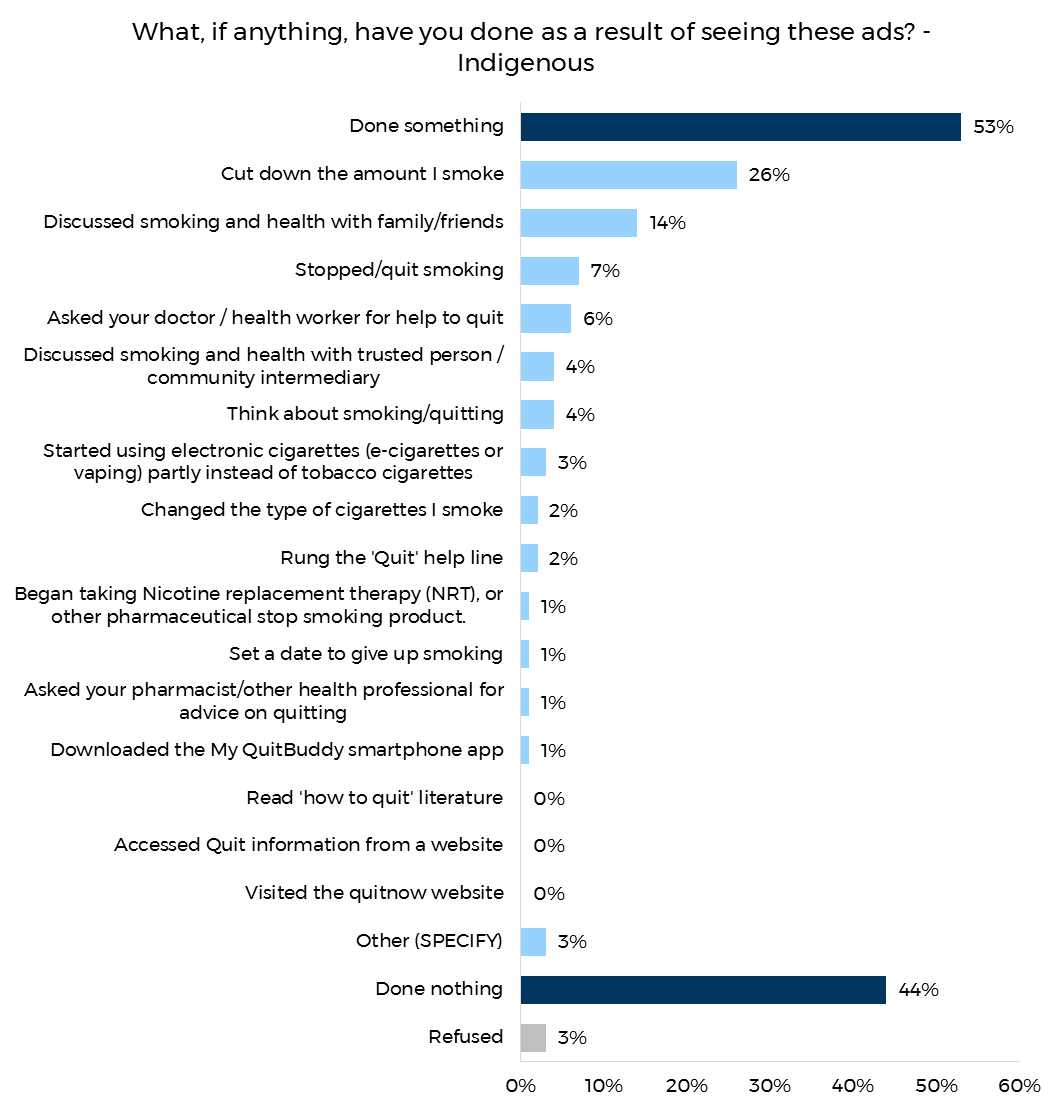 What, if anything, have you done as a result of seeing these ads? -
Indigenous
Done something
53%
Cut down the amount I smoke
26%
Discussed smoking and health with family/friends
14%
Stopped/quit smoking
7%
Asked your doctor / health worker for help to quit
6%
Discussed smoking and health with trusted person /
community intermediary
4%
Think about smoking/quitting
4%
Started using electronic cigarettes (e-cigarettes or
vaping) partly instead of tobacco cigarettes
3%
Changed the type of cigarettes I smoke
2%
Rung the 'Quit' help line
2%
Began taking Nicotine replacement therapy (NRT), or
other pharmaceutical stop smoking product.
1%
Set a date to give up smoking
1%
Asked your pharmacist/other health professional for
advice on quitting
1%
Downloaded the My QuitBuddy smartphone app
1%
Read 'how to quit' literature
0%
Accessed Quit information from a website
0%
Visited the quitnow website
0%
Other (SPECIFY)
3%
Done nothing
44%
Refused
3%
0% 10% 20% 30% 40% 50% 60%